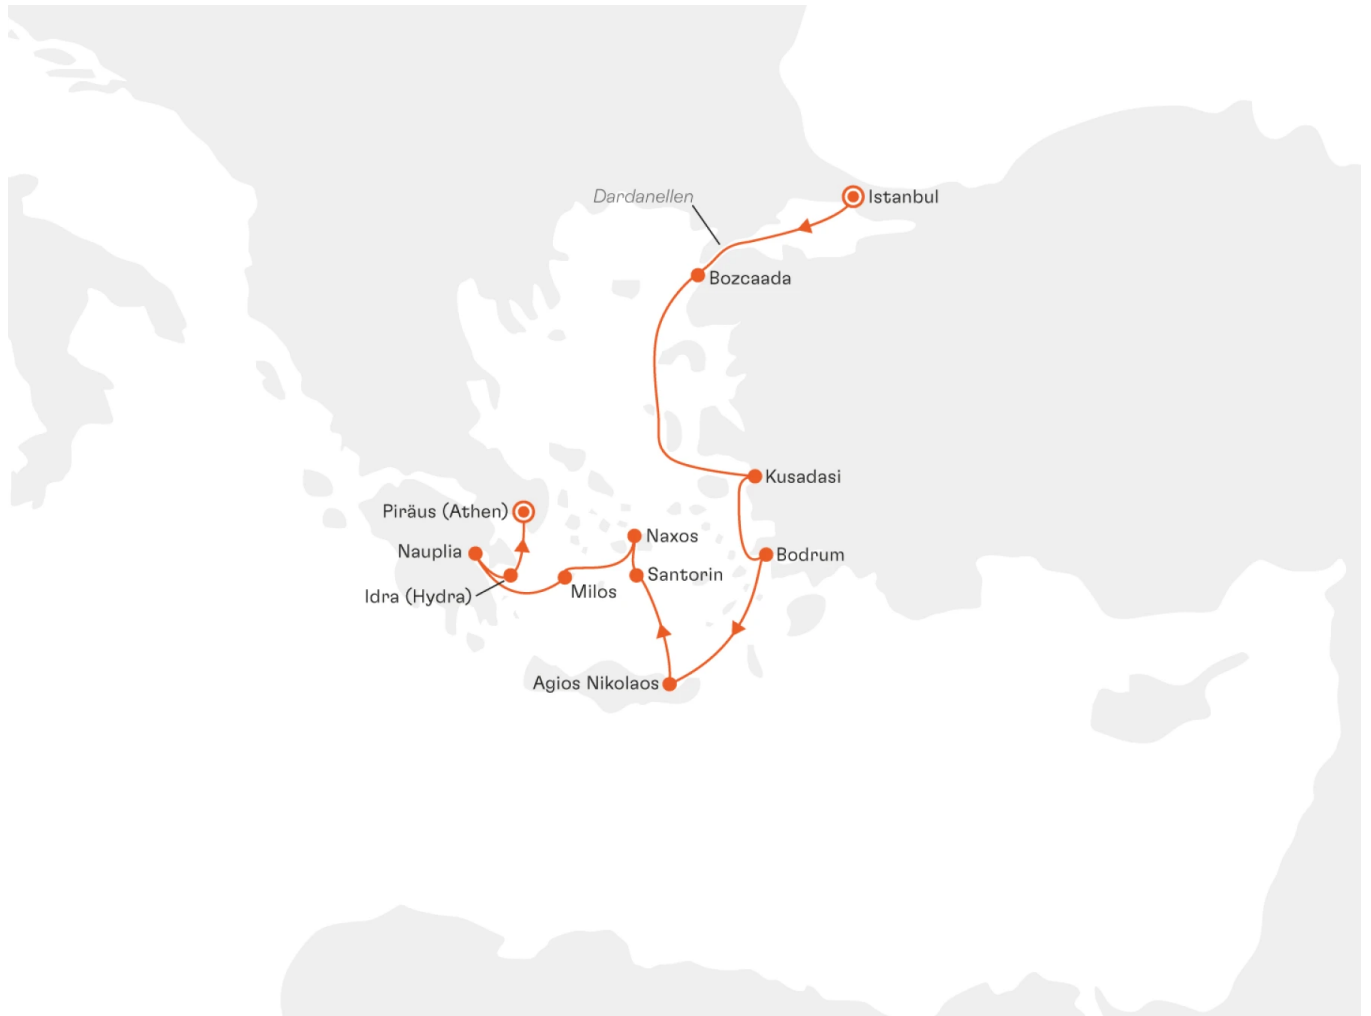 Dardanellen
Istanbul
Bozcaada
Kusadasi
Piräus (Athen)
Naxos
Nauplia
Bodrum
Santorin
Milos
Idra (Hydra)
Agios Nikolaos